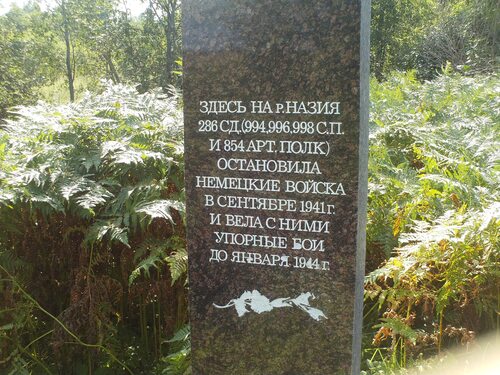 ЗДЕСЬ НА р.НАЗИЯ
286 СД.(994,996,998 С.П.
И 854 АРТ. ПОЛК)
ОСТАНОВИЛА
НЕМЕЦКИЕ ВОЙСКА
В СЕНТЯБРЕ 1941 г.
И ВЕЛА С НИМИ
УПОРНЫЕ БОИ
ДО ЯНВАРЯ 1944 г.